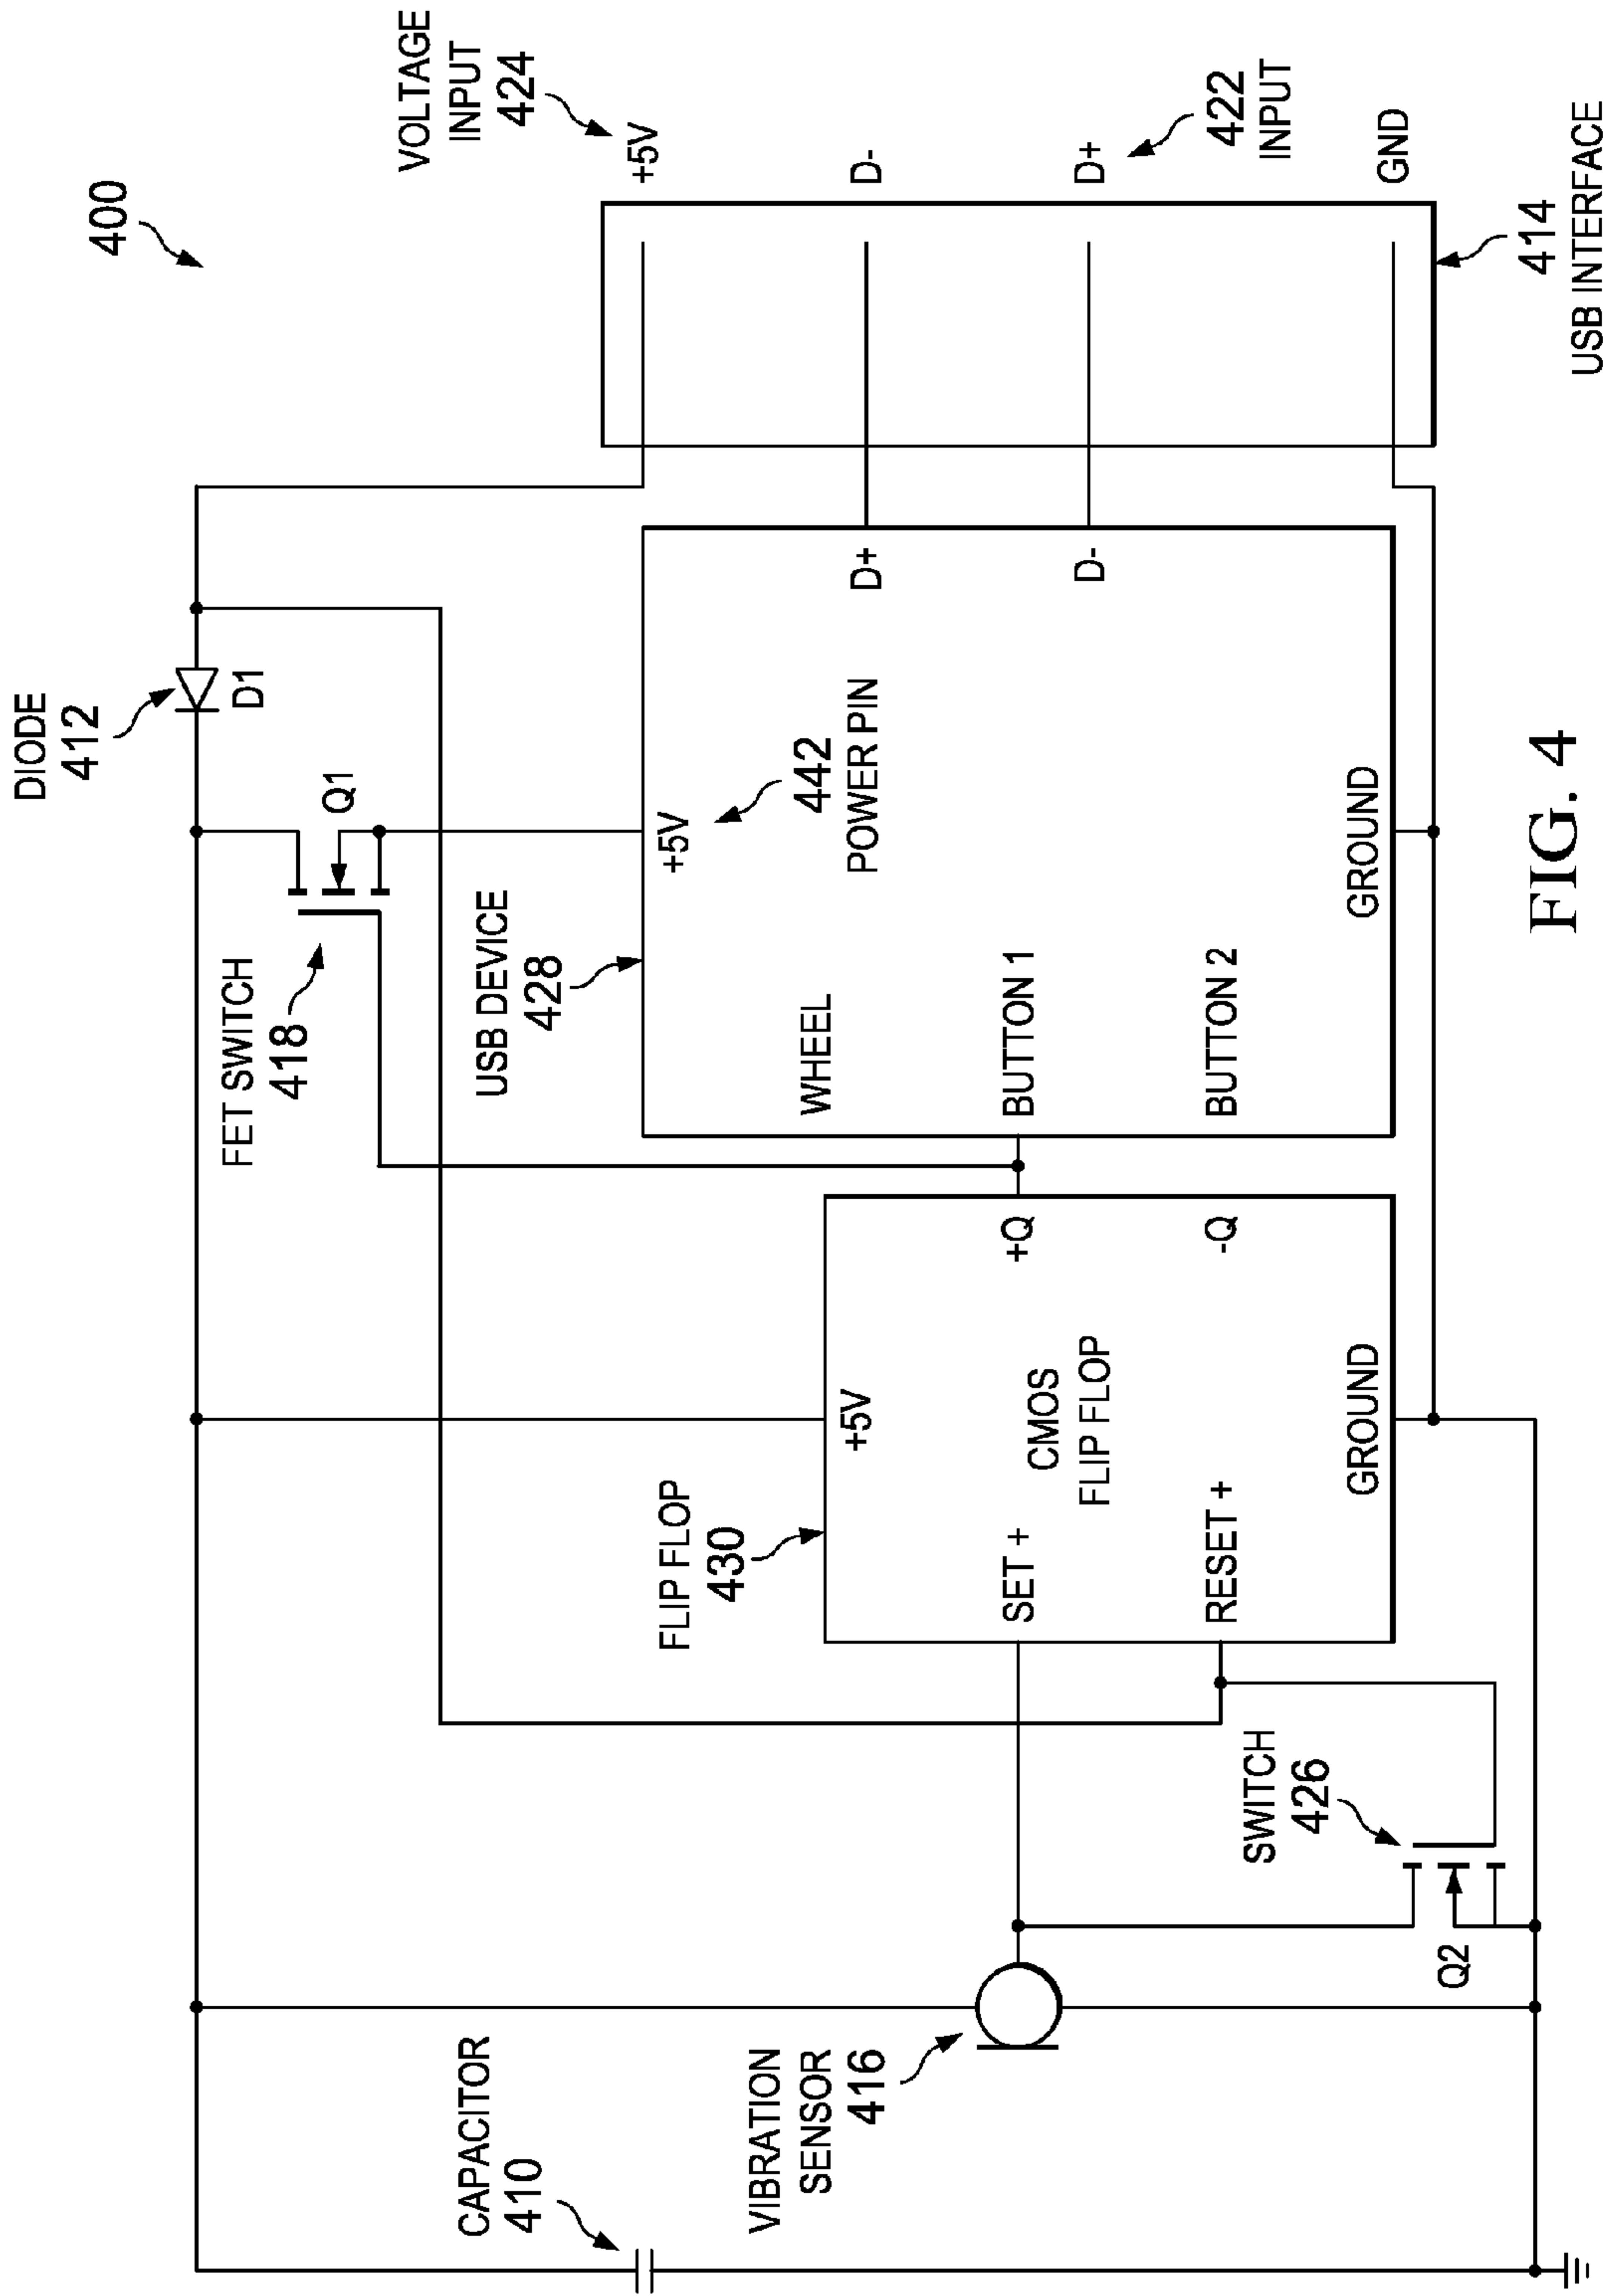 400
DIODE
412
D1
VOLTAGE
INPUT
424
+5V
D-
D+
422
INPUT
GND
414
USB INTERFACE
FET SWITCH
418
Q1
USB DEVICE
428
+5V
442
POWER PIN
WHEEL
BUTTON 1
BUTTON 2
D+
D-
GROUND
FLIP FLOP
430
+5V
CMOS
FLIP FLOP
SET +
RESET +
+Q
-Q
GROUND
CAPACITOR
410
VIBRATION
SENSOR
416
SWITCH
426
Q2
FIG. 4